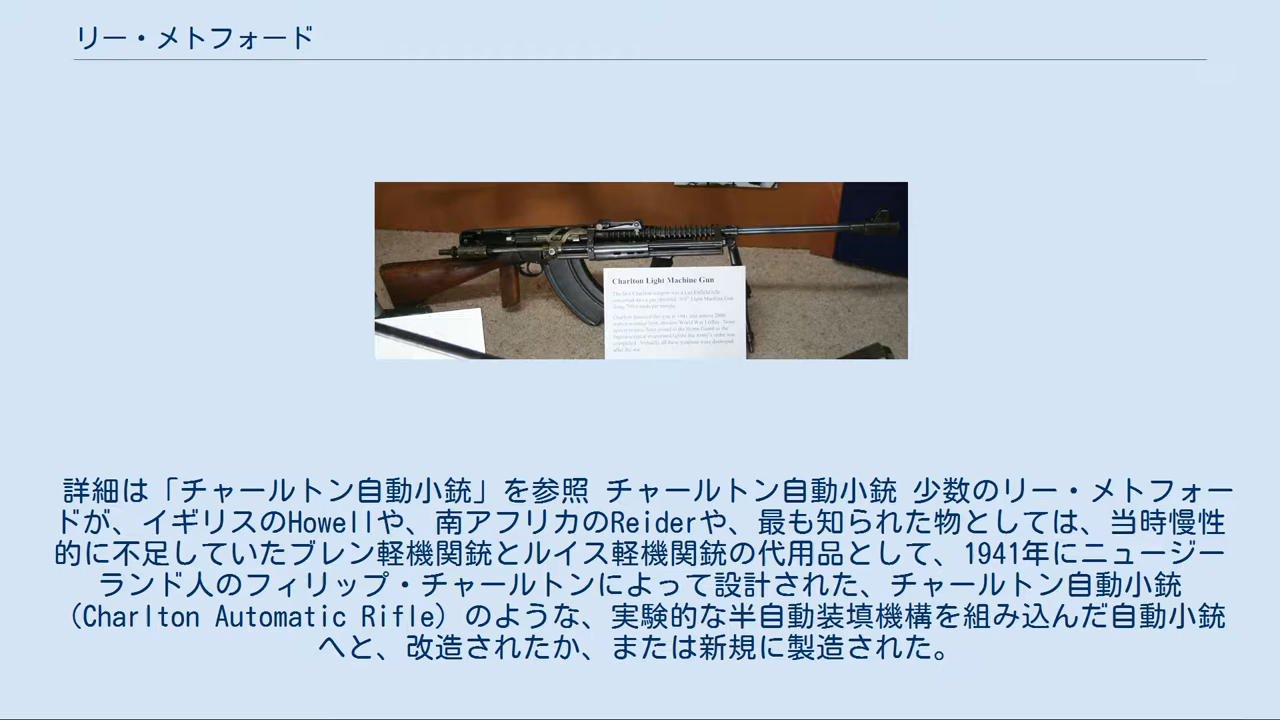 リー・メトフォード
Charlton Light Machine Gun
詳細は「チャールトン自動小銃」を参照 チャールトン自動小銃 少数のリー・メトフォー
ドが、イギリスのHowellや、南アフリカのReiderや、最も知られた物としては、当時慢性
的に不足していたブレン軽機関銃とルイス軽機関銃の代用品として、1941年にニュージー
ランド人のフィリップ・チャールトンによって設計された、チャールトン自動小銃
（Charlton Automatic Rifle）のような、実験的な半自動装填機構を組み込んだ自動小銃
へと、改造されたか、または新規に製造された。